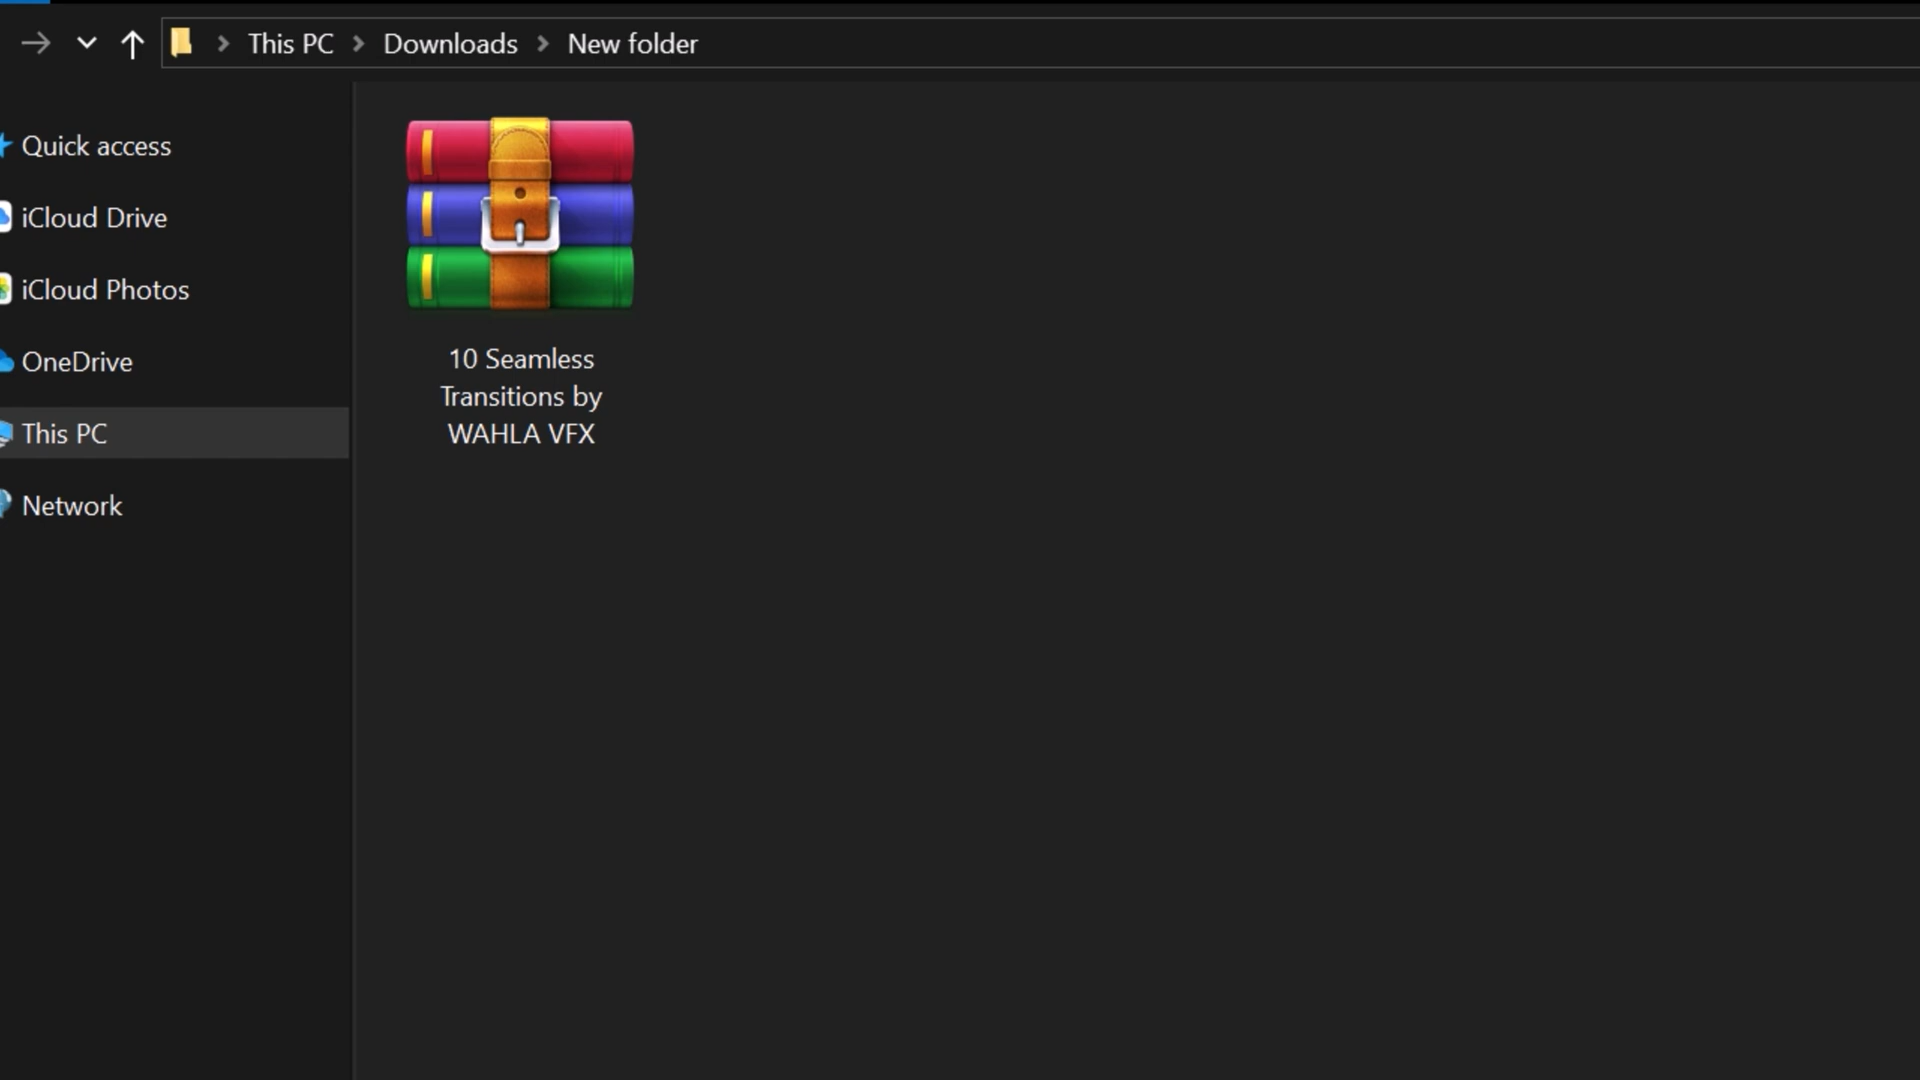 This PC > Downloads > New folder
Quick access
iCloud Drive
iCloud Photos
OneDrive
This PC
Network
10 Seamless
Transitions by
WAHLA VFX